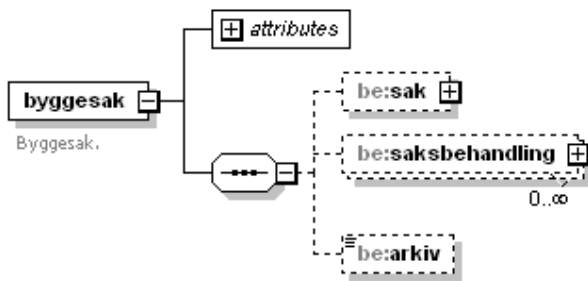 attributes
byggesak
Byggesak.
be:sak
be:saksbehandling
0..∞
be:arkiv